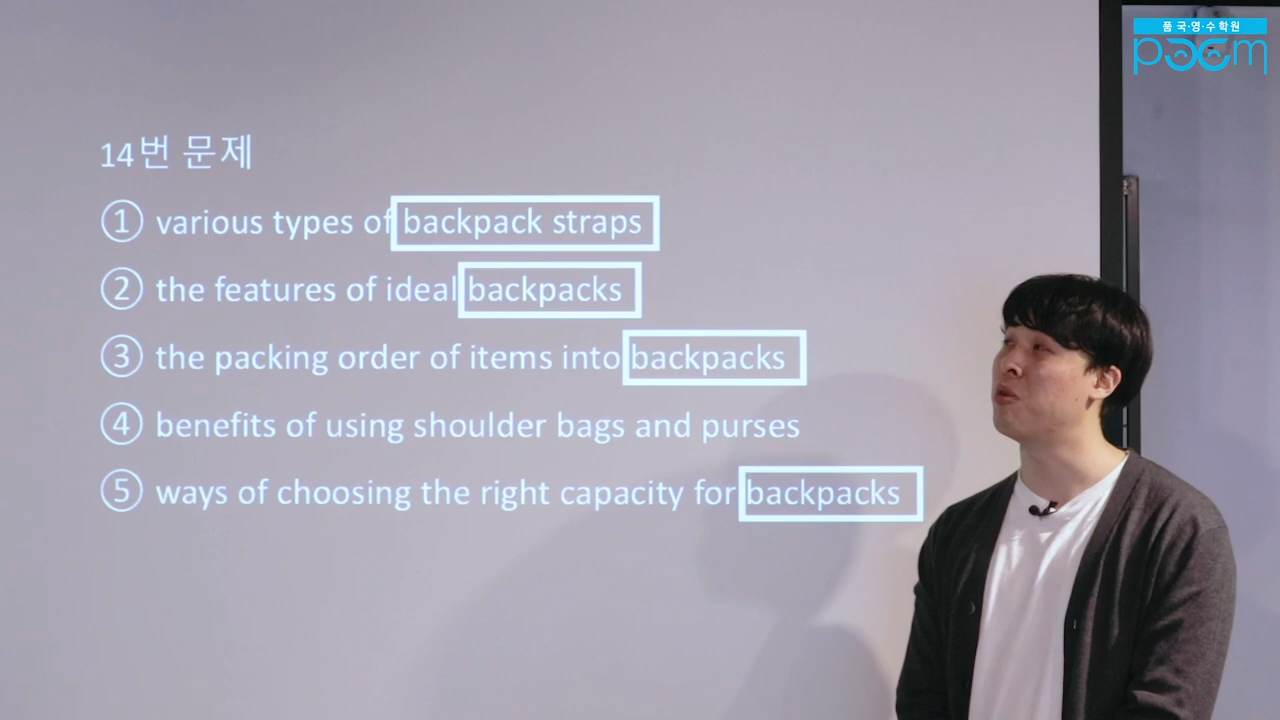 품 국·영·수 학원
poem
14번 문제
① various types of backpack straps
② the features of ideal backpacks
③ the packing order of items into backpacks
④ benefits of using shoulder bags and purses
⑤ ways of choosing the right capacity for backpacks